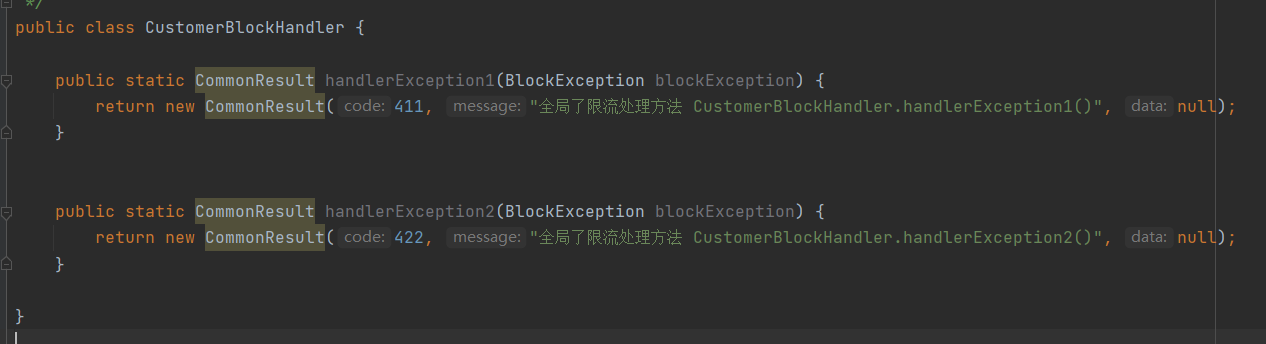 */
public class CustomerBlockHandler {
public static CommonResult handlerException1(BlockException blockException) {
return new CommonResult( code: 411, message: "全局了限流处理方法 CustomerBlockHandler.handlerException1()", data: null);
}
public static CommonResult handlerException2(BlockException blockException) {
return new CommonResult( code: 422, message: "全局了限流处理方法 CustomerBlockHandler.handlerException2()", data: null);
}
}